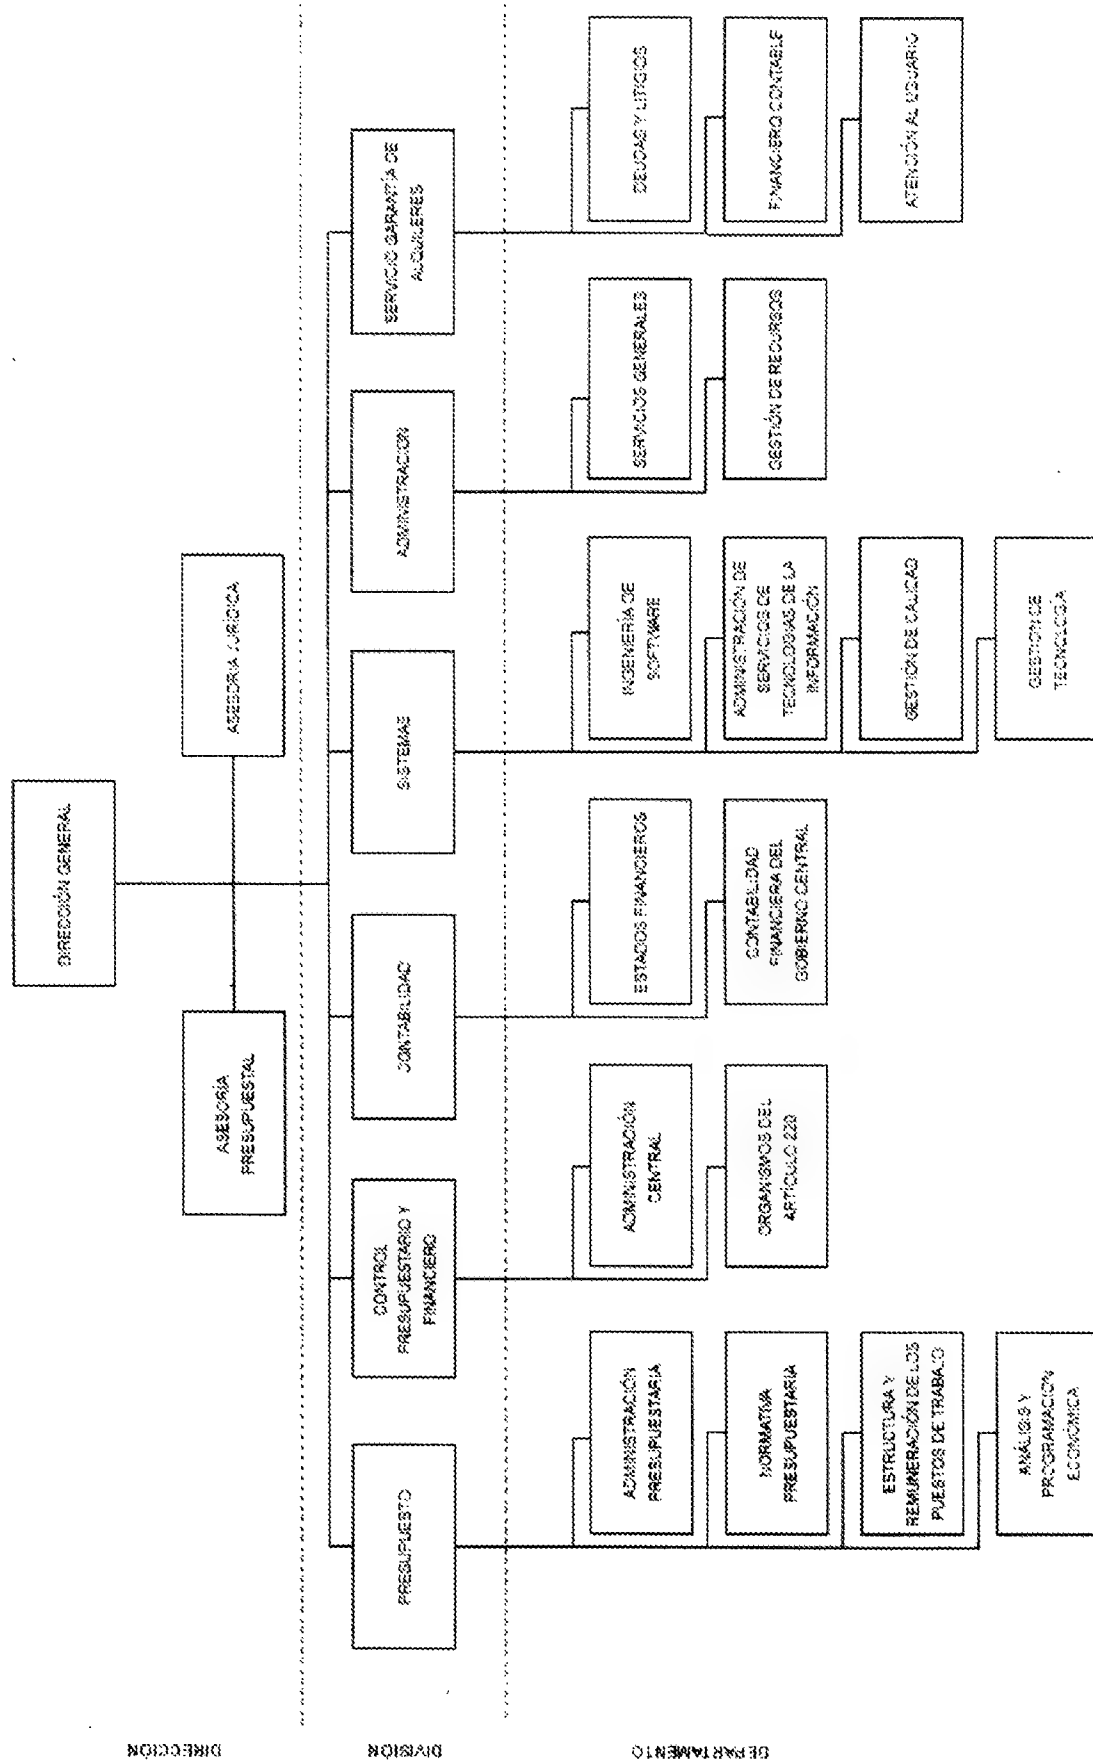 DIRECCIÓN
DIRECCIÓN GENERAL
ASESORÍA
PRESUPUESTAL
ASESORÍA JURÍDICA
DIVISIÓN
PRESUPUESTO
CONTROL
PRESUPUESTARIO Y
FINANCIERO
CONTABILIDAD
SISTEMAS
ADMINISTRACION
SERVICIO GARANTÍA DE
ALQUILERES
DEPARTAMENTO
ADMINISTRACIÓN
PRESUPUESTARIA
NORMATIVA
PRESUPUESTARIA
ESTRUCTURA Y
REMUNERACIÓN DE LOS
PUESTOS DE TRABAJO
ANÁLISIS Y
PROGRAMACION
ECONÓMICA
ADMINISTRACIÓN
CENTRAL
ORGANISMOS DEL
ARTÍCULO 220
ESTADOS FINANCIEROS
CONTABILIDAD
FINANCIERA DEL
GOBIERNO CENTRAL
INGENIERÍA DE
SOFTWARE
ADMINISTRACIÓN DE
SERVICIOS DE
TECNOLOGIAS DE LA
INFORMACIÓN
GESTIÓN DE CALIDAD
GESTIÓN DE
TECNOLOGÍA
SERVICIOS GENERALES
GESTIÓN DE RECURSOS
DEUDAS Y LITIGIOS
FINANCIERO CONTABLE
ATENCIÓN AL USUARIO